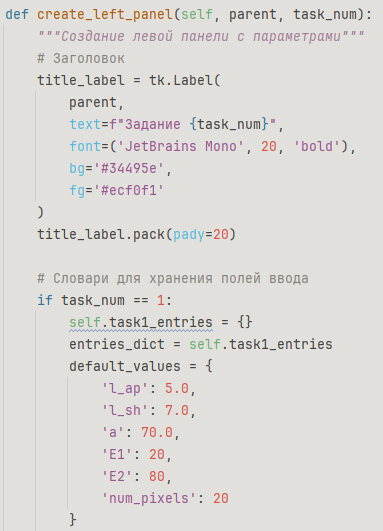 def create_left_panel(self, parent, task_num):
"""Создание левой панели с параметрами"""
# Заголовок
title_label = tk.Label(
parent,
text=f"Задание {task_num}",
font=('JetBrains Mono', 20, 'bold'),
bg='#34495e',
fg='#ecf0f1'
)
title_label.pack(pady=20)
# Словари для хранения полей ввода
if task_num == 1:
self.task1_entries = {}
entries_dict = self.task1_entries
default_values = {
'l_ap': 5.0,
'l_sh': 7.0,
'a': 70.0,
'E1': 20,
'E2': 80,
'num_pixels': 20
}